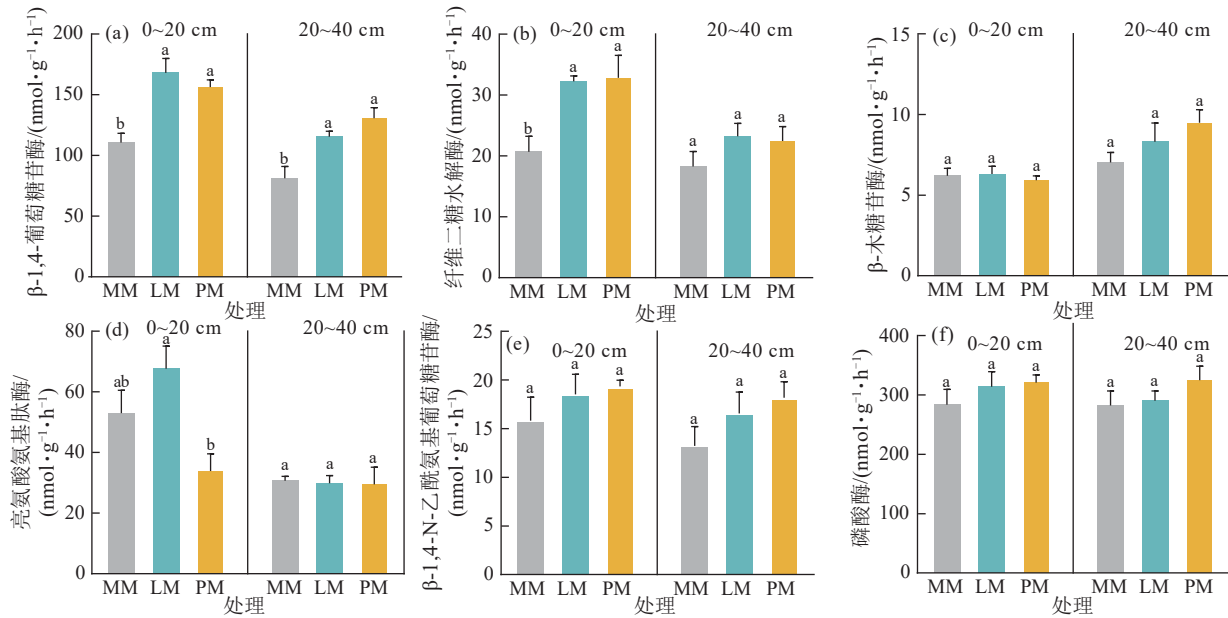 β-1,4-葡萄糖苷酶/(nmol•g⁻¹•h⁻¹)
200
150
100
50
0
(a)
0~20 cm
20~40 cm
b
a
a
b
a
a
MM LM PM MM LM PM
处理
纤维二糖水解酶/(nmol•g⁻¹•h⁻¹)
40
30
20
10
0
(b)
0~20 cm
20~40 cm
b
a
a
a
a
a
MM LM PM MM LM PM
处理
β-木糖苷酶/(nmol•g⁻¹•h⁻¹)
15
10
5
0
(c)
0~20 cm
20~40 cm
a
a
a
a
a
a
MM LM PM MM LM PM
处理
亮氨酸氨基肽酶/
(nmol•g⁻¹•h⁻¹)
80
60
40
20
0
(d)
0~20 cm
20~40 cm
ab
a
b
a
a
a
MM LM PM MM LM PM
处理
β-1,4-N-乙酰氨基葡萄糖苷酶/
(nmol•g⁻¹•h⁻¹)
25
20
15
10
5
0
(e)
0~20 cm
20~40 cm
a
a
a
a
a
a
MM LM PM MM LM PM
处理
磷酸酶/(nmol•g⁻¹•h⁻¹)
400
300
200
100
0
(f)
0~20 cm
20~40 cm
a
a
a
a
a
a
MM LM PM MM LM PM
处理